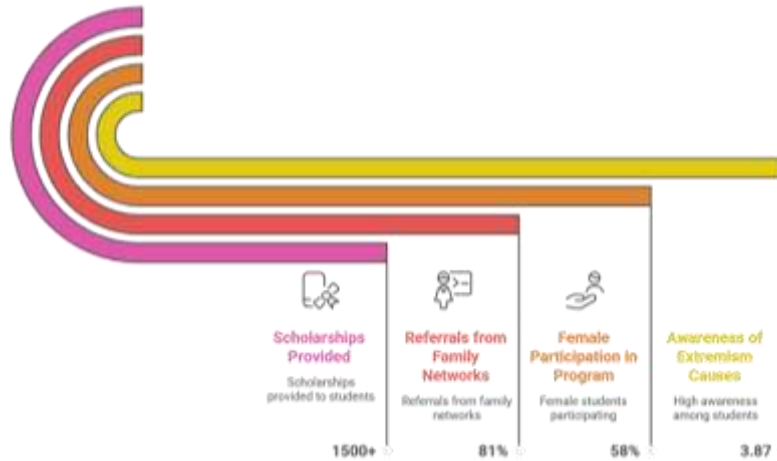 Scholarships
Provided
Scholarships
provided to students
1500+
Referrals from
Family
Networks
Referrals from family
networks
81%
Female
Participation in
Program
Female students
participating
58%
Awareness of
Extremism
Causes
High awareness
among students
3.87